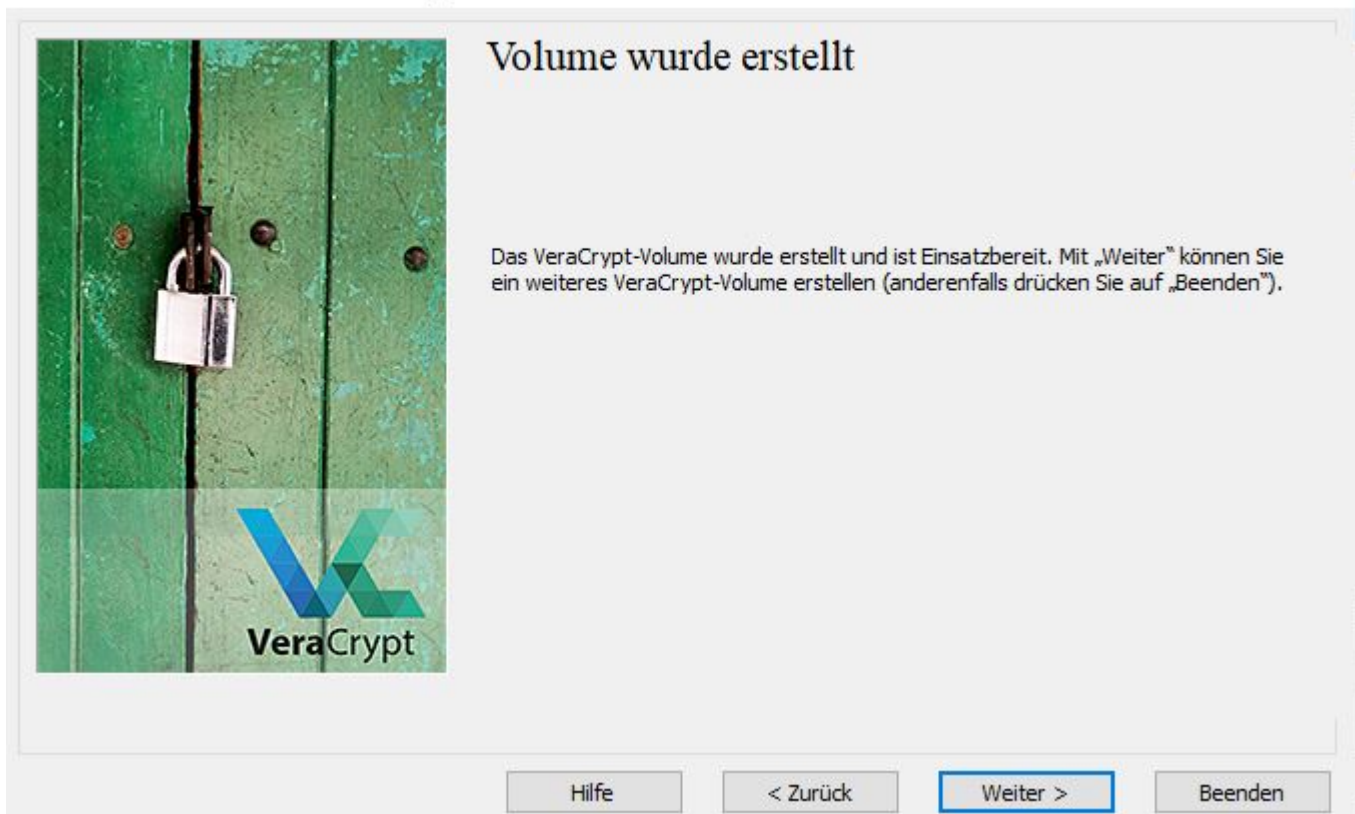 Volume wurde erstellt
Das VeraCrypt-Volume wurde erstellt und ist Einsatzbereit. Mit „Weiter“ können Sie
ein weiteres VeraCrypt-Volume erstellen (anderenfalls drücken Sie auf „Beenden“).
VeraCrypt
Hilfe
< Zurück
Weiter >
Beenden